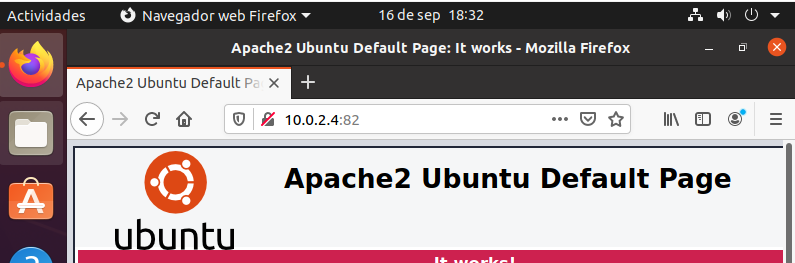 Actividades Navegador web Firefox 16 de sep 18:32
Apache2 Ubuntu Default Page: It works - Mozilla Firefox
Apache2 Ubuntu Default Pa
10.0.2.4:82
Apache2 Ubuntu Default Page
ubuntu
It works!